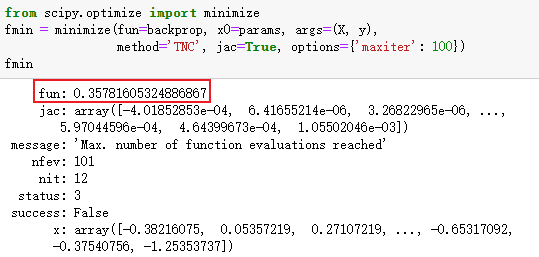 from scipy.optimize import minimize
fmin = minimize(fun=backprop, x0=params, args=(X, y),
method='TNC', jac=True, options={'maxiter': 100})
fmin
fun: 0.35781605324886867
jac: array([-4.01852853e-04, 6.41655214e-06, 3.26822965e-06, ...,
5.97044596e-04, 4.64399673e-04, 1.05502046e-03])
message: 'Max. number of function evaluations reached'
nfev: 101
nit: 12
status: 3
success: False
x: array([-0.38216075, 0.05357219, 0.27107219, ..., -0.65317092,
-0.37540756, -1.25353737])